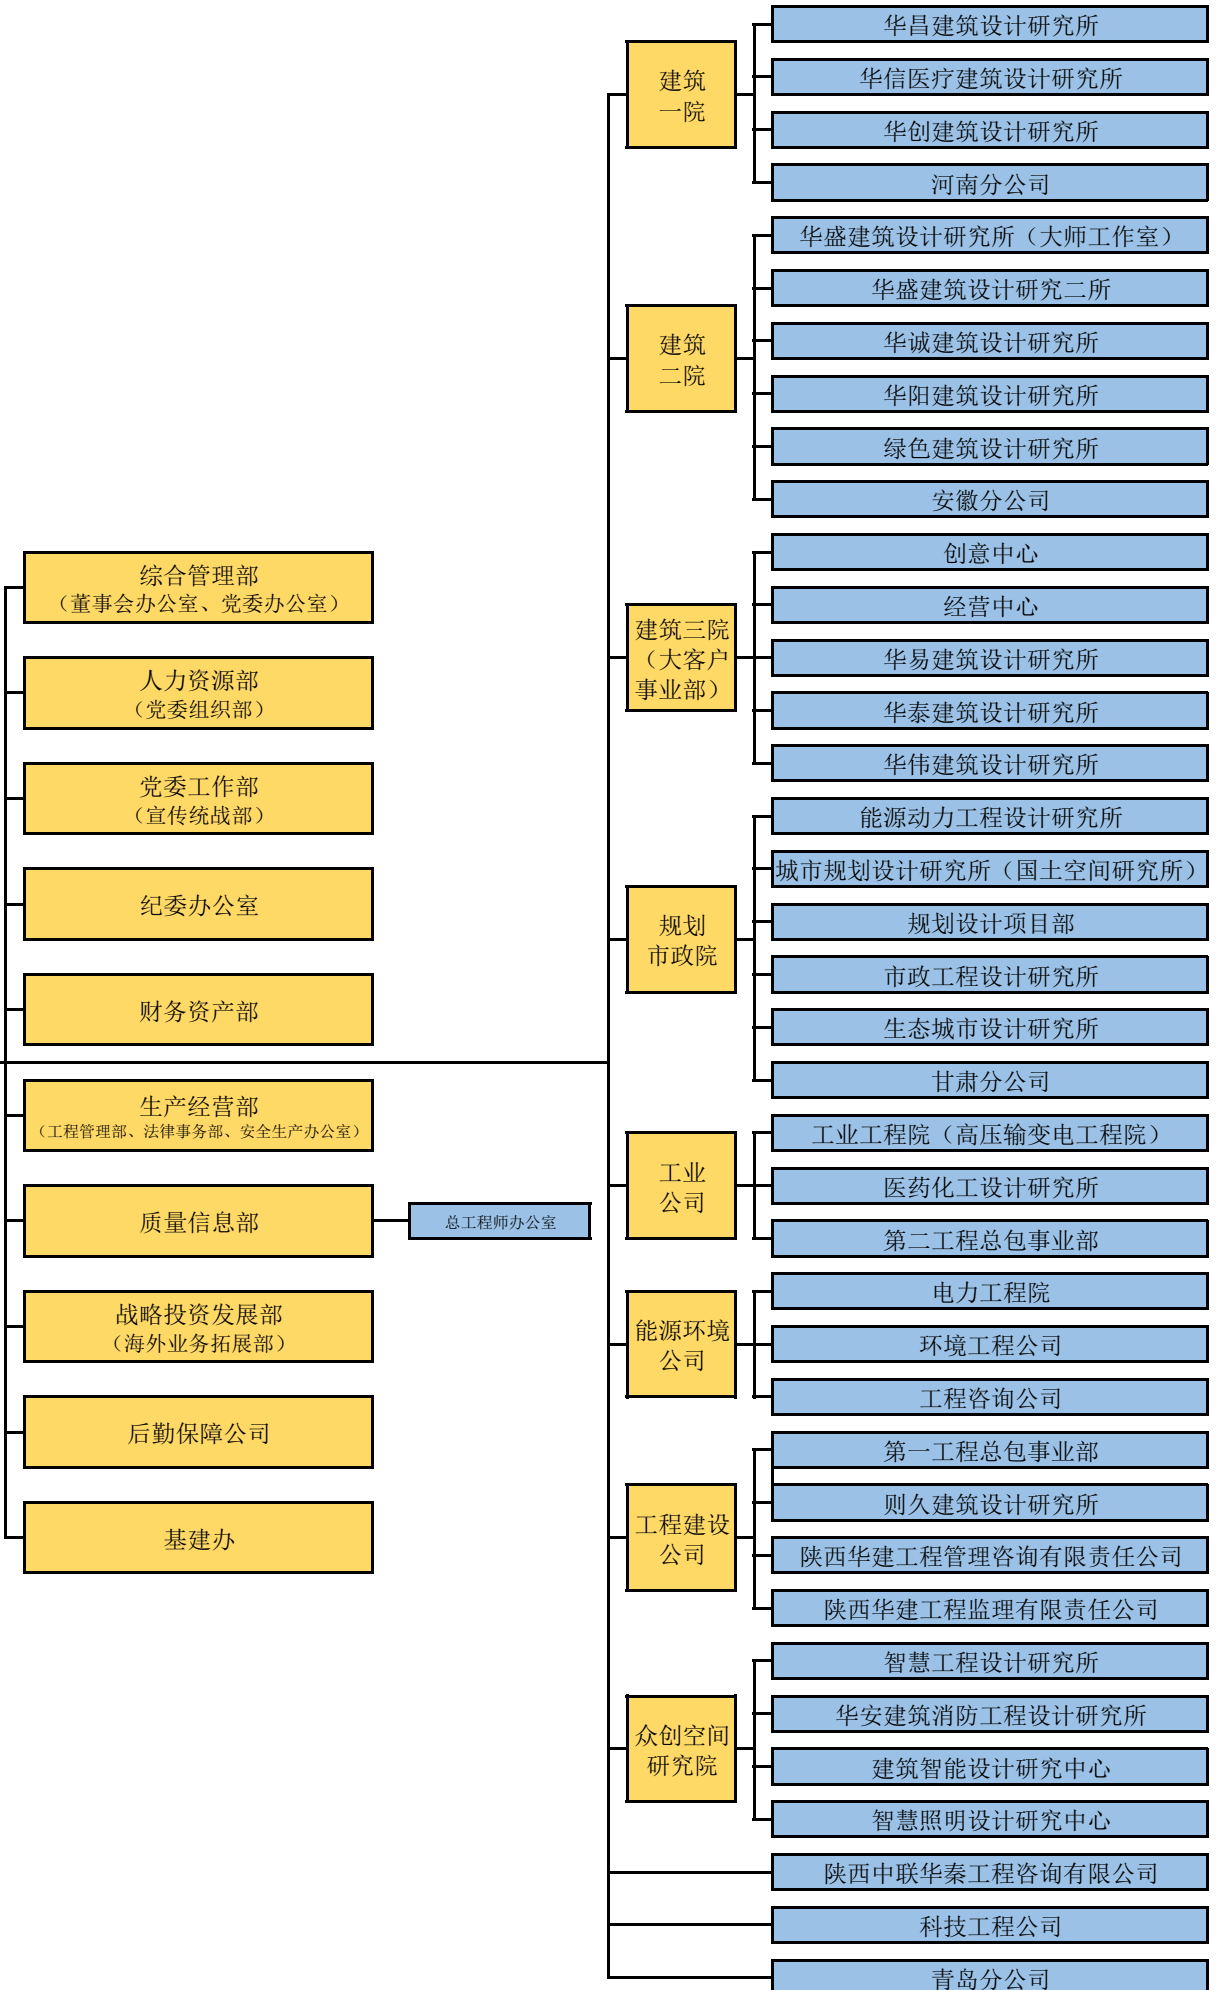 综合管理部
（董事会办公室、党委办公室）
人力资源部
（党委组织部）
党委工作部
（宣传统战部）
纪委办公室
财务资产部
生产经营部
（工程管理部、法律事务部、安全生产办公室）
质量信息部
总工程师办公室
战略投资发展部
（海外业务拓展部）
后勤保障公司
基建办
建筑
一院
华昌建筑设计研究所
华信医疗建筑设计研究所
华创建筑设计研究所
河南分公司
建筑
二院
华盛建筑设计研究所（大师工作室）
华盛建筑设计研究二所
华诚建筑设计研究所
华阳建筑设计研究所
绿色建筑设计研究所
安徽分公司
建筑三院
（大客户
事业部）
创意中心
经营中心
华易建筑设计研究所
华泰建筑设计研究所
华伟建筑设计研究所
规划
市政院
能源动力工程设计研究所
城市规划设计研究所（国土空间研究所）
规划设计项目部
市政工程设计研究所
生态城市设计研究所
甘肃分公司
工业
公司
工业工程院（高压输变电工程院）
医药化工设计研究所
第二工程总包事业部
能源环境
公司
电力工程院
环境工程公司
工程咨询公司
工程建设
公司
第一工程总包事业部
则久建筑设计研究所
陕西华建工程管理咨询有限责任公司
陕西华建工程监理有限责任公司
众创空间
研究院
智慧工程设计研究所
华安建筑消防工程设计研究所
建筑智能设计研究中心
智慧照明设计研究中心
陕西中联华秦工程咨询有限公司
科技工程公司
青岛分公司